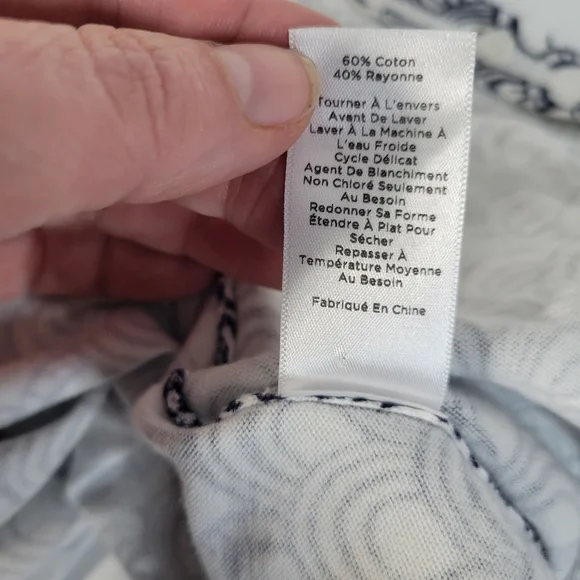 60% Coton
40% Rayonne
Tourner À L'envers
Avant De Laver
Laver À La Machine À
L'eau Froide
Cycle Délicat
Agent De Blanchiment
Non Chloré Seulement
Au Besoin
Redonner Sa Forme
Étendre À Plat Pour
Sécher
Repasser À
Température Moyenne
Au Besoin
Fabriqué En Chine